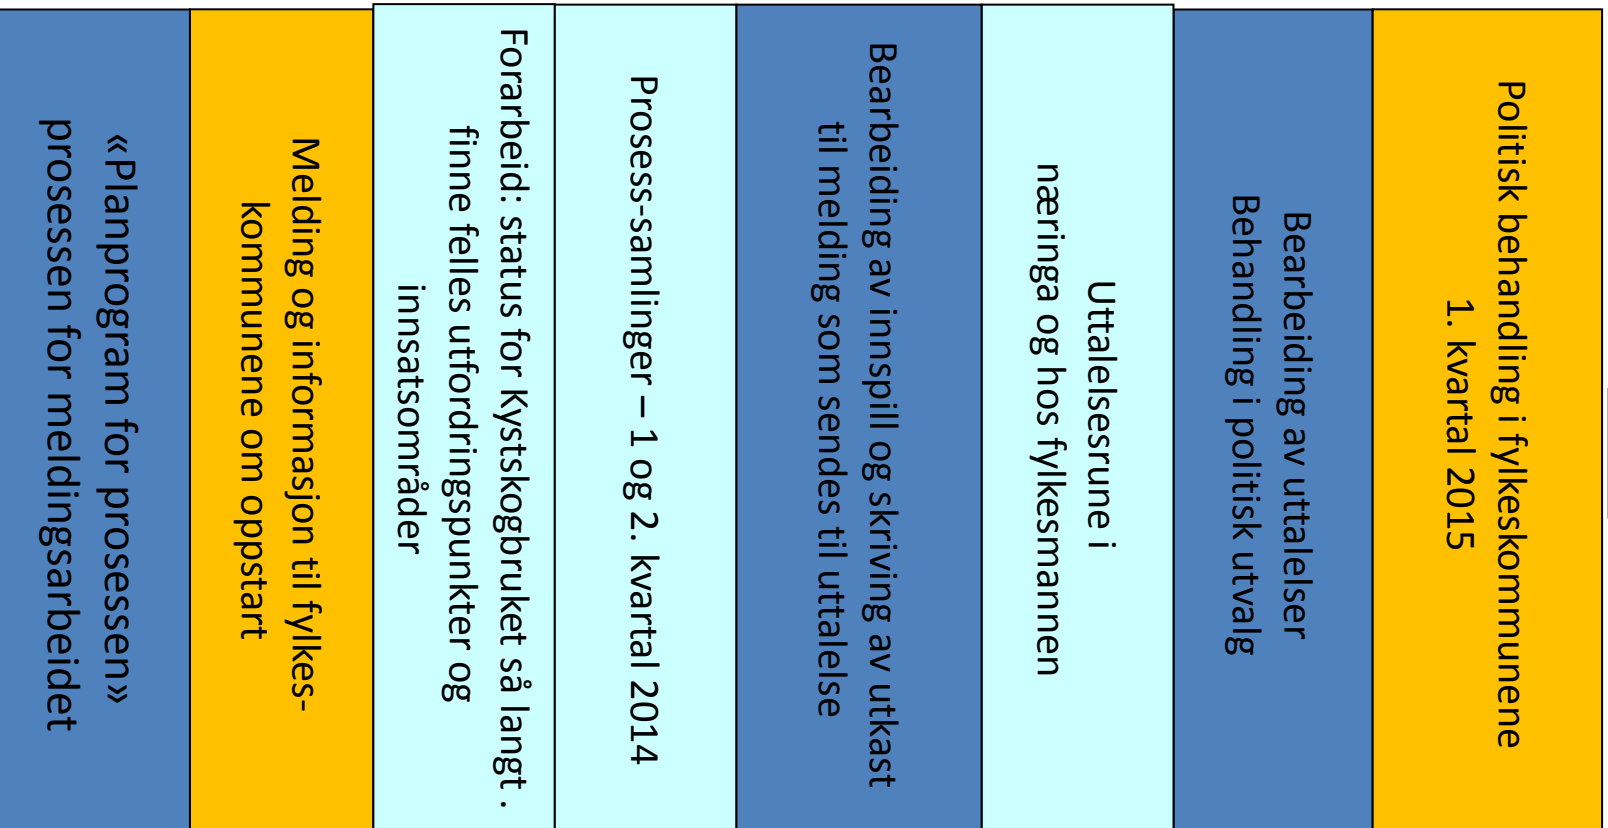 «Planprogram for prosessen»
prosessen for meldingsarbeidet
Melding og informasjon til fylkes-
kommunene om oppstart
Forarbeid: status for Kystskogbruket så langt .
finne felles utfordringspunkter og
innsatsområder
Prosess-samlinger – 1 og 2. kvartal 2014
Bearbeiding av innspill og skriving av utkast
til melding som sendes til uttalelse
Uttalelsesrune i
næringa og hos fylkesmannen
Bearbeiding av uttalelser
Behandling i politisk utvalg
Politisk behandling i fylkeskommunene
1. kvartal 2015